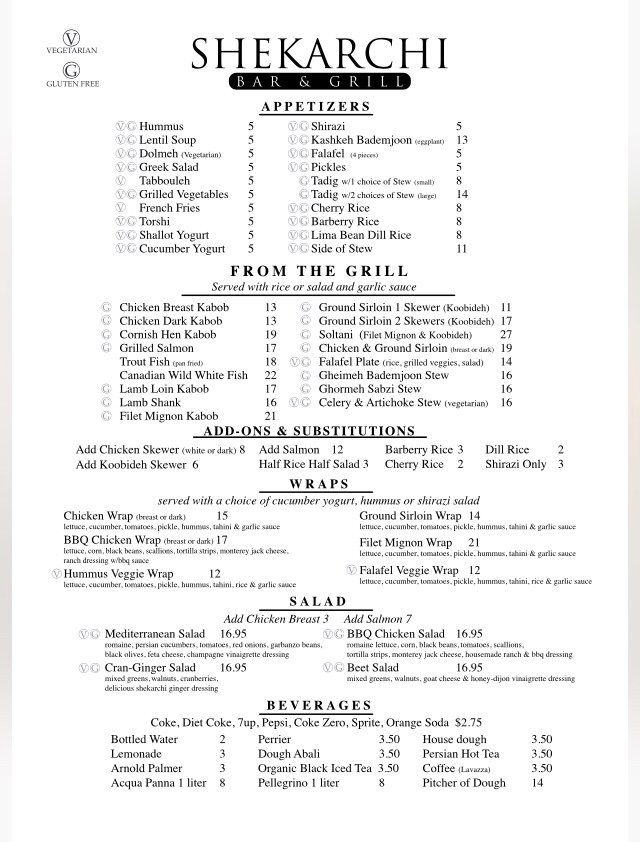 V
VEGETARIAN
G
GLUTEN FREE
SHEKARCHI
BAR & GRILL
APPETIZERS
V G Hummus 5
V G Lentil Soup 5
V G Dolmeh (Vegetarian) 5
V G Greek Salad 5
V Tabbouleh 5
V G Grilled Vegetables 5
V French Fries 5
V G Torshi 5
V G Shallot Yogurt 5
V G Cucumber Yogurt 5
V G Shirazi 5
V G Kashkeh Bademjoon (eggplant) 13
V G Falafel (4 pieces) 5
V G Pickles 5
G Tadig w/1 choice of Stew (small) 8
G Tadig w/2 choices of Stew (large) 14
V G Cherry Rice 8
V G Barberry Rice 8
V G Lima Bean Dill Rice 8
V G Side of Stew 11
FROM THE GRILL
Served with rice or salad and garlic sauce
G Chicken Breast Kabob 13
G Chicken Dark Kabob 13
G Cornish Hen Kabob 19
G Grilled Salmon 17
Trout Fish (pan fried) 18
Canadian Wild White Fish 22
G Lamb Loin Kabob 17
G Lamb Shank 16
G Filet Mignon Kabob 21
G Ground Sirloin 1 Skewer (Koobideh) 11
G Ground Sirloin 2 Skewers (Koobideh) 17
G Soltani (Filet Mignon & Koobideh) 27
G Chicken & Ground Sirloin (breast or dark) 19
V G Falafel Plate (rice, grilled veggies, salad) 14
G Gheimeh Bademjoon Stew 16
G Ghormeh Sabzi Stew 16
V G Celery & Artichoke Stew (vegetarian) 16
ADD-ONS & SUBSTITUTIONS
Add Chicken Skewer (white or dark) 8 Add Salmon 12 Barberry Rice 3 Dill Rice 2
Add Koobideh Skewer 6 Half Rice Half Salad 3 Cherry Rice 2 Shirazi Only 3
WRAPS
served with a choice of cucumber yogurt, hummus or shirazi salad
Chicken Wrap (breast or dark) 15
lettuce, cucumber, tomatoes, pickle, hummus, tahini & garlic sauce
BBQ Chicken Wrap (breast or dark) 17
lettuce, corn, black beans, scallions, tortilla strips, monterey jack cheese,
ranch dressing w/bbq sauce
V Hummus Veggie Wrap 12
lettuce, cucumber, tomatoes, pickle, hummus, tahini, rice & garlic sauce
Ground Sirloin Wrap 14
lettuce, cucumber, tomatoes, pickle, hummus, tahini & garlic sauce
Filet Mignon Wrap 21
lettuce, cucumber, tomatoes, pickle, hummus, tahini & garlic sauce
V Falafel Veggie Wrap 12
lettuce, cucumber, tomatoes, pickle, hummus, tahini, rice & garlic sauce
SALAD
Add Chicken Breast 3 Add Salmon 7
V G Mediterranean Salad 16.95
romaine, persian cucumbers, tomatoes, red onions, garbanzo beans,
black olives, feta cheese, champagne vinaigrette dressing
V G Cran-Ginger Salad 16.95
mixed greens, walnuts, cranberries,
delicious shekarchi ginger dressing
V G BBQ Chicken Salad 16.95
romaine lettuce, corn, black beans, tomatoes, scallions,
tortilla strips, monterey jack cheese, housemade ranch & bbq dressing
V G Beet Salad 16.95
mixed greens, walnuts, goat cheese & honey-dijon vinaigrette dressing
BEVERAGES
Coke, Diet Coke, 7up, Pepsi, Coke Zero, Sprite, Orange Soda $2.75
Bottled Water 2 Perrier 3.50 House dough 3.50
Lemonade 3 Dough Abali 3.50 Persian Hot Tea 3.50
Arnold Palmer 3 Organic Black Iced Tea 3.50 Coffee (Lavazza) 3.50
Acqua Panna 1 liter 8 Pellegrino 1 liter 8 Pitcher of Dough 14